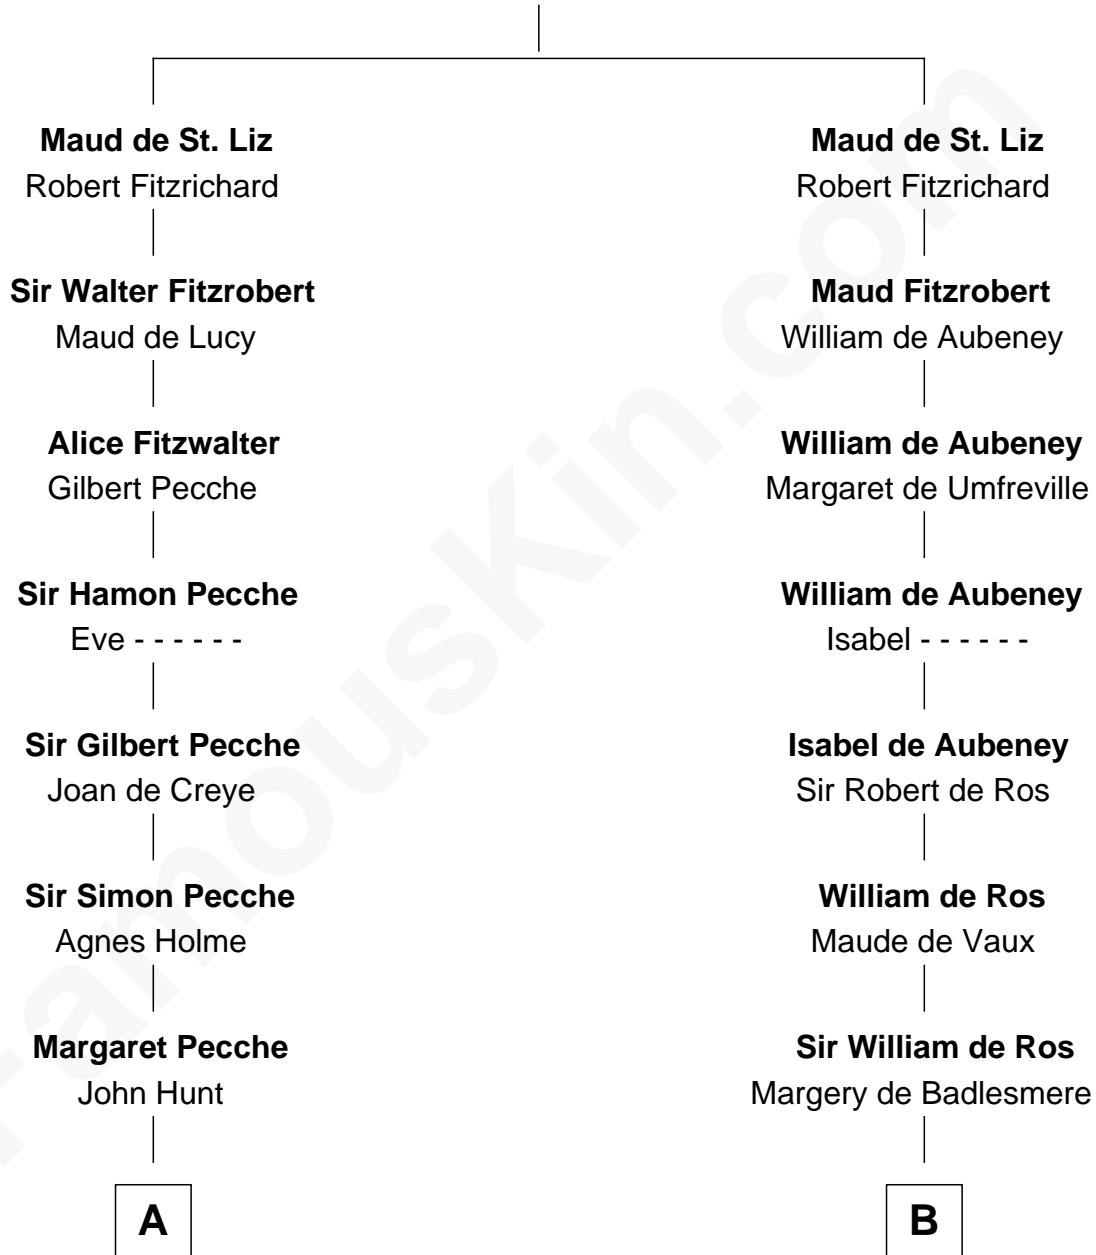 Maud de St. Liz
Robert Fitzrichard
Sir Walter Fitzrobert
Maud de Lucy
Alice Fitzwalter
Gilbert Pecche
Sir Hamon Pecche
Eve - - - - - -
Sir Gilbert Pecche
Joan de Creye
Sir Simon Pecche
Agnes Holme
Margaret Pecche
John Hunt
A
Maud de St. Liz
Robert Fitzrichard
Maud Fitzrobert
William de Aubeney
William de Aubeney
Margaret de Umfreville
William de Aubeney
Isabel - - - - - -
Isabel de Aubeney
Sir Robert de Ros
William de Ros
Maude de Vaux
Sir William de Ros
Margery de Badlesmere
B
FamousKin.com